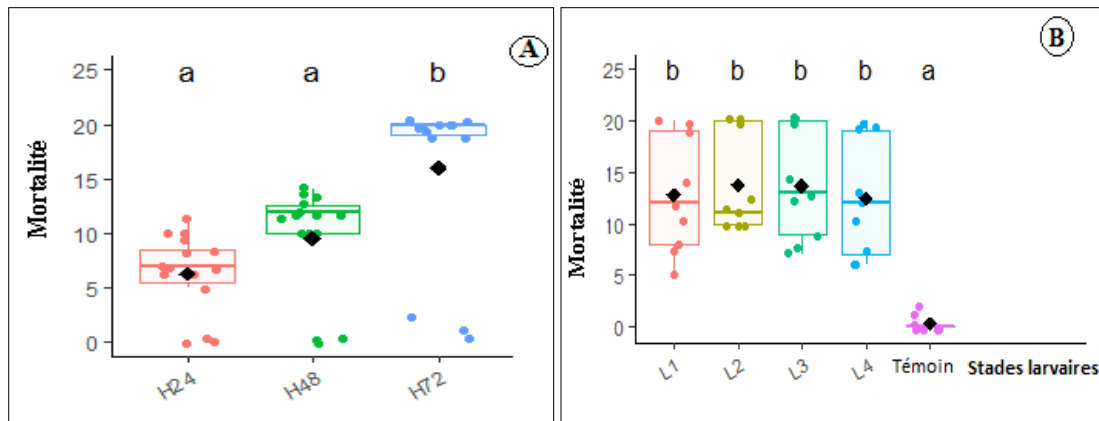 A
25
a
a
b
20
15
10
5
0
Mortalité
H24
H48
H72
B
25
b
b
b
b
a
20
15
10
5
0
Mortalité
L1
L2
L3
L4
Témoin
Stades larvaires